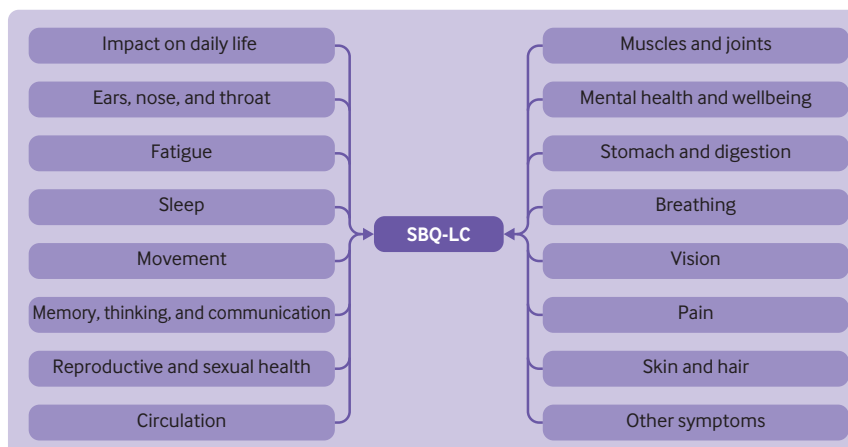 Impact on daily life
Ears, nose, and throat
Fatigue
Sleep
Movement
Memory, thinking, and communication
Reproductive and sexual health
Circulation
SBQ-LC
Muscles and joints
Mental health and wellbeing
Stomach and digestion
Breathing
Vision
Pain
Skin and hair
Other symptoms